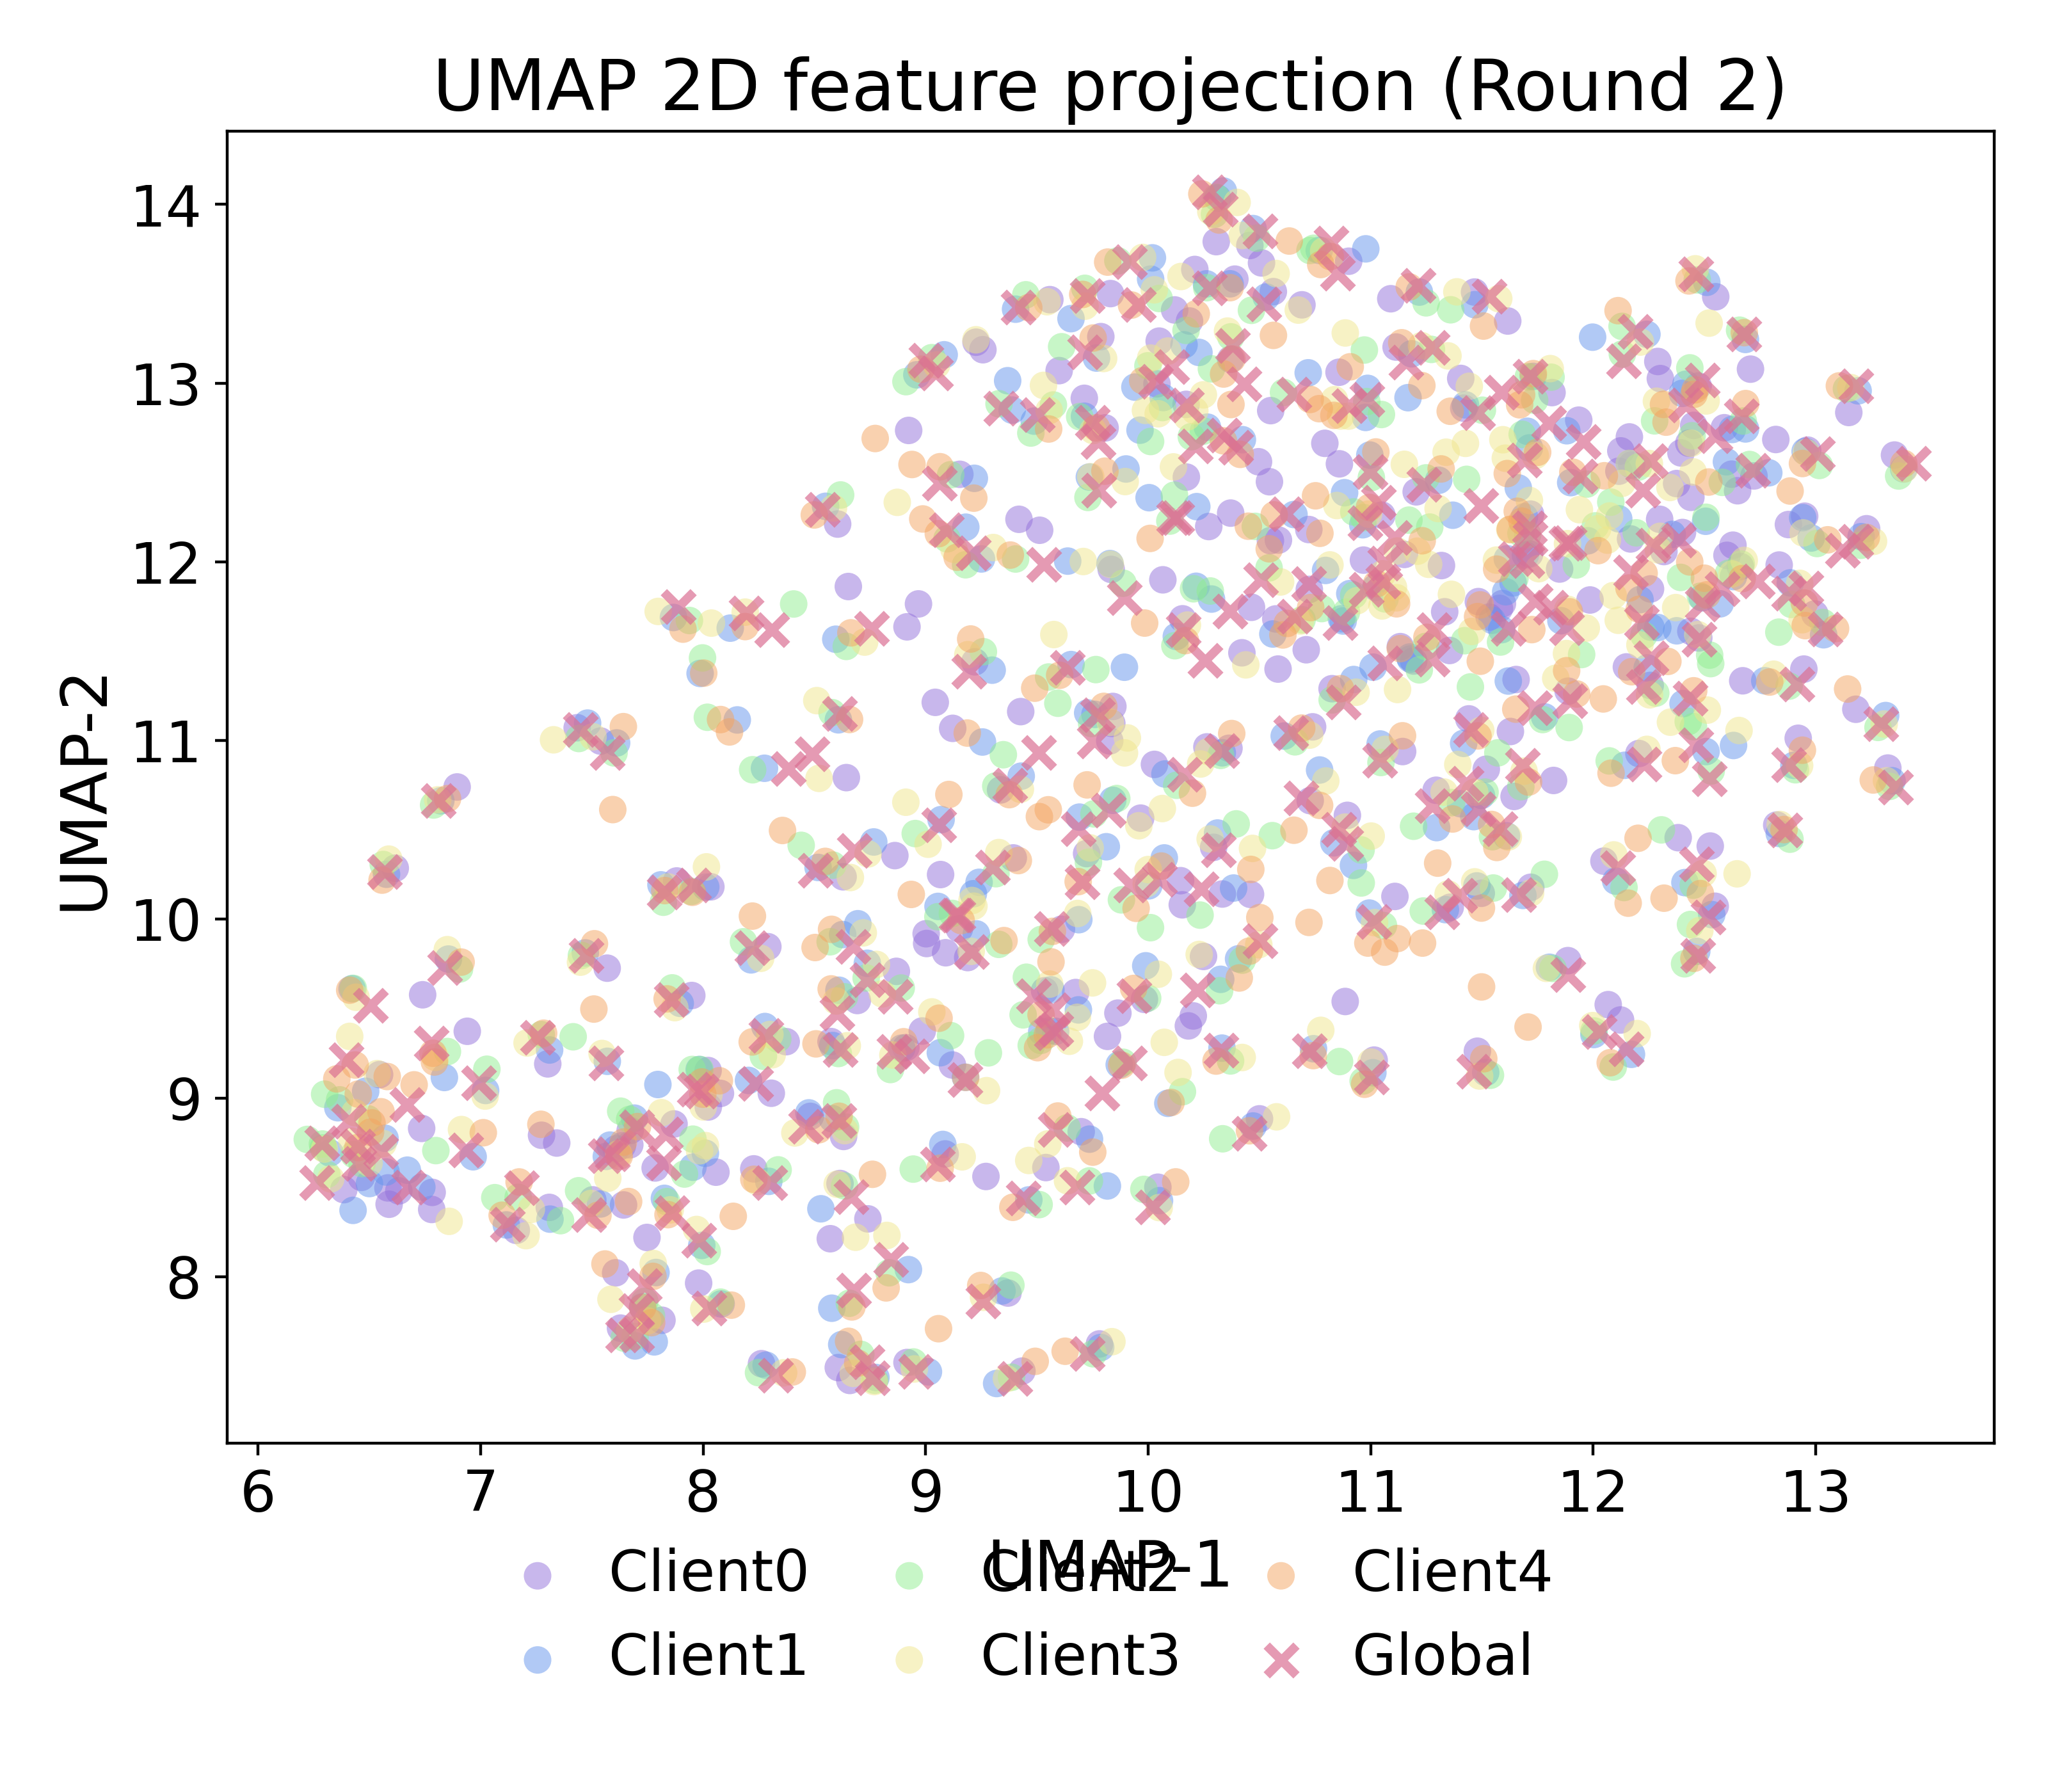 UMAP 2D feature projection (Round 2)
UMAP-2
14
13
12
11
10
9
8
6 7 8 9 10 11 12 13
UMAP-1
Client0 Client2 Client4
Client1 Client3 Global